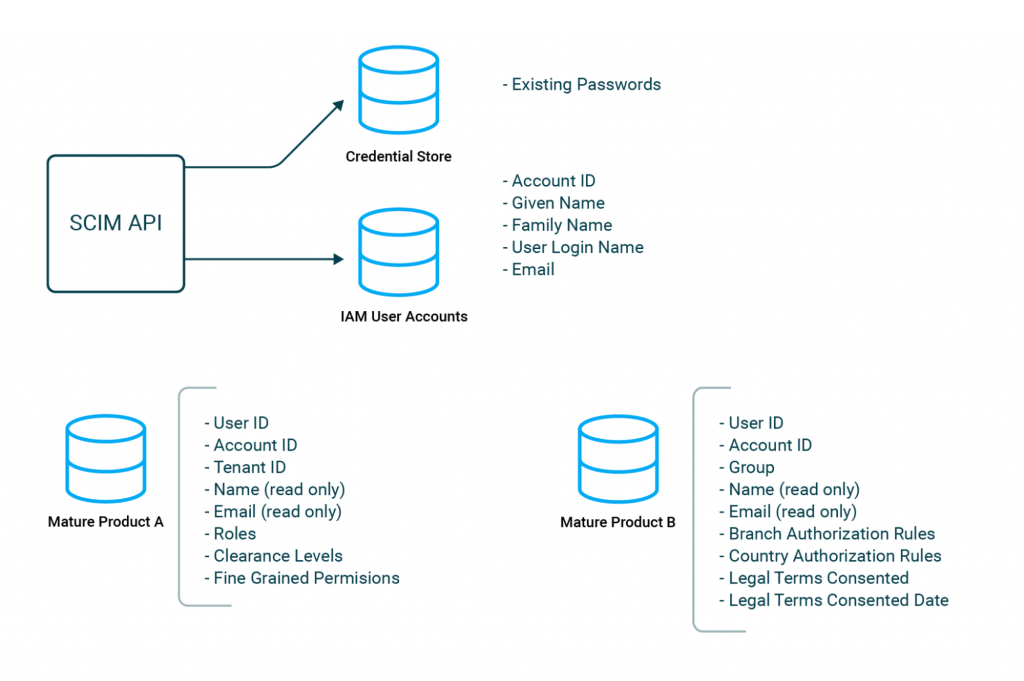 - Existing Passwords
Credential Store
SCIM API
- Account ID
- Given Name
- Family Name
- User Login Name
- Email
IAM User Accounts
Mature Product A
- User ID
- Account ID
- Tenant ID
- Name (read only)
- Email (read only)
- Roles
- Clearance Levels
- Fine Grained Permisions
Mature Product B
- User ID
- Account ID
- Group
- Name (read only)
- Email (read only)
- Branch Authorization Rules
- Country Authorization Rules
- Legal Terms Consented
- Legal Terms Consented Date